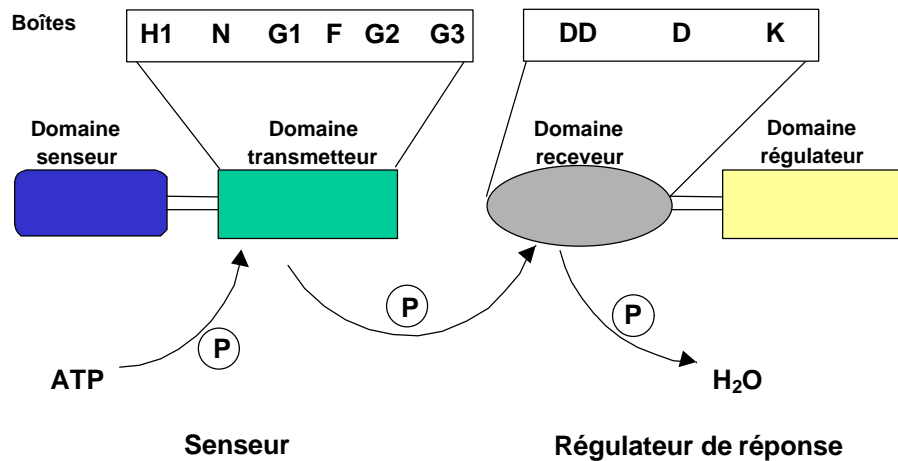 Boîtes
H1 N G1 F G2 G3
DD D K
Domaine
senseur
Domaine
transmetteur
Domaine
receveur
Domaine
régulateur
P
P
P
ATP
H₂O
Senseur
Régulateur de réponse